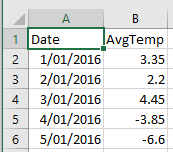 A B
1 Date AvgTemp
2 1/01/2016 3.35
3 2/01/2016 2.2
4 3/01/2016 4.45
5 4/01/2016 -3.85
6 5/01/2016 -6.6